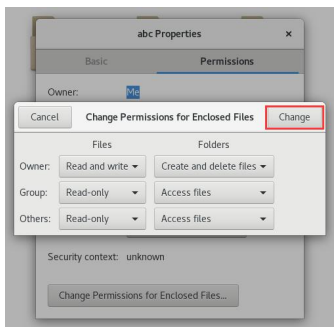 abc Properties ×
Basic Permissions
Owner: Me
Cancel Change Permissions for Enclosed Files Change
Files Folders
Owner: Read and write Create and delete files
Group: Read-only Access files
Others: Read-only Access files
Security context: unknown
Change Permissions for Enclosed Files...